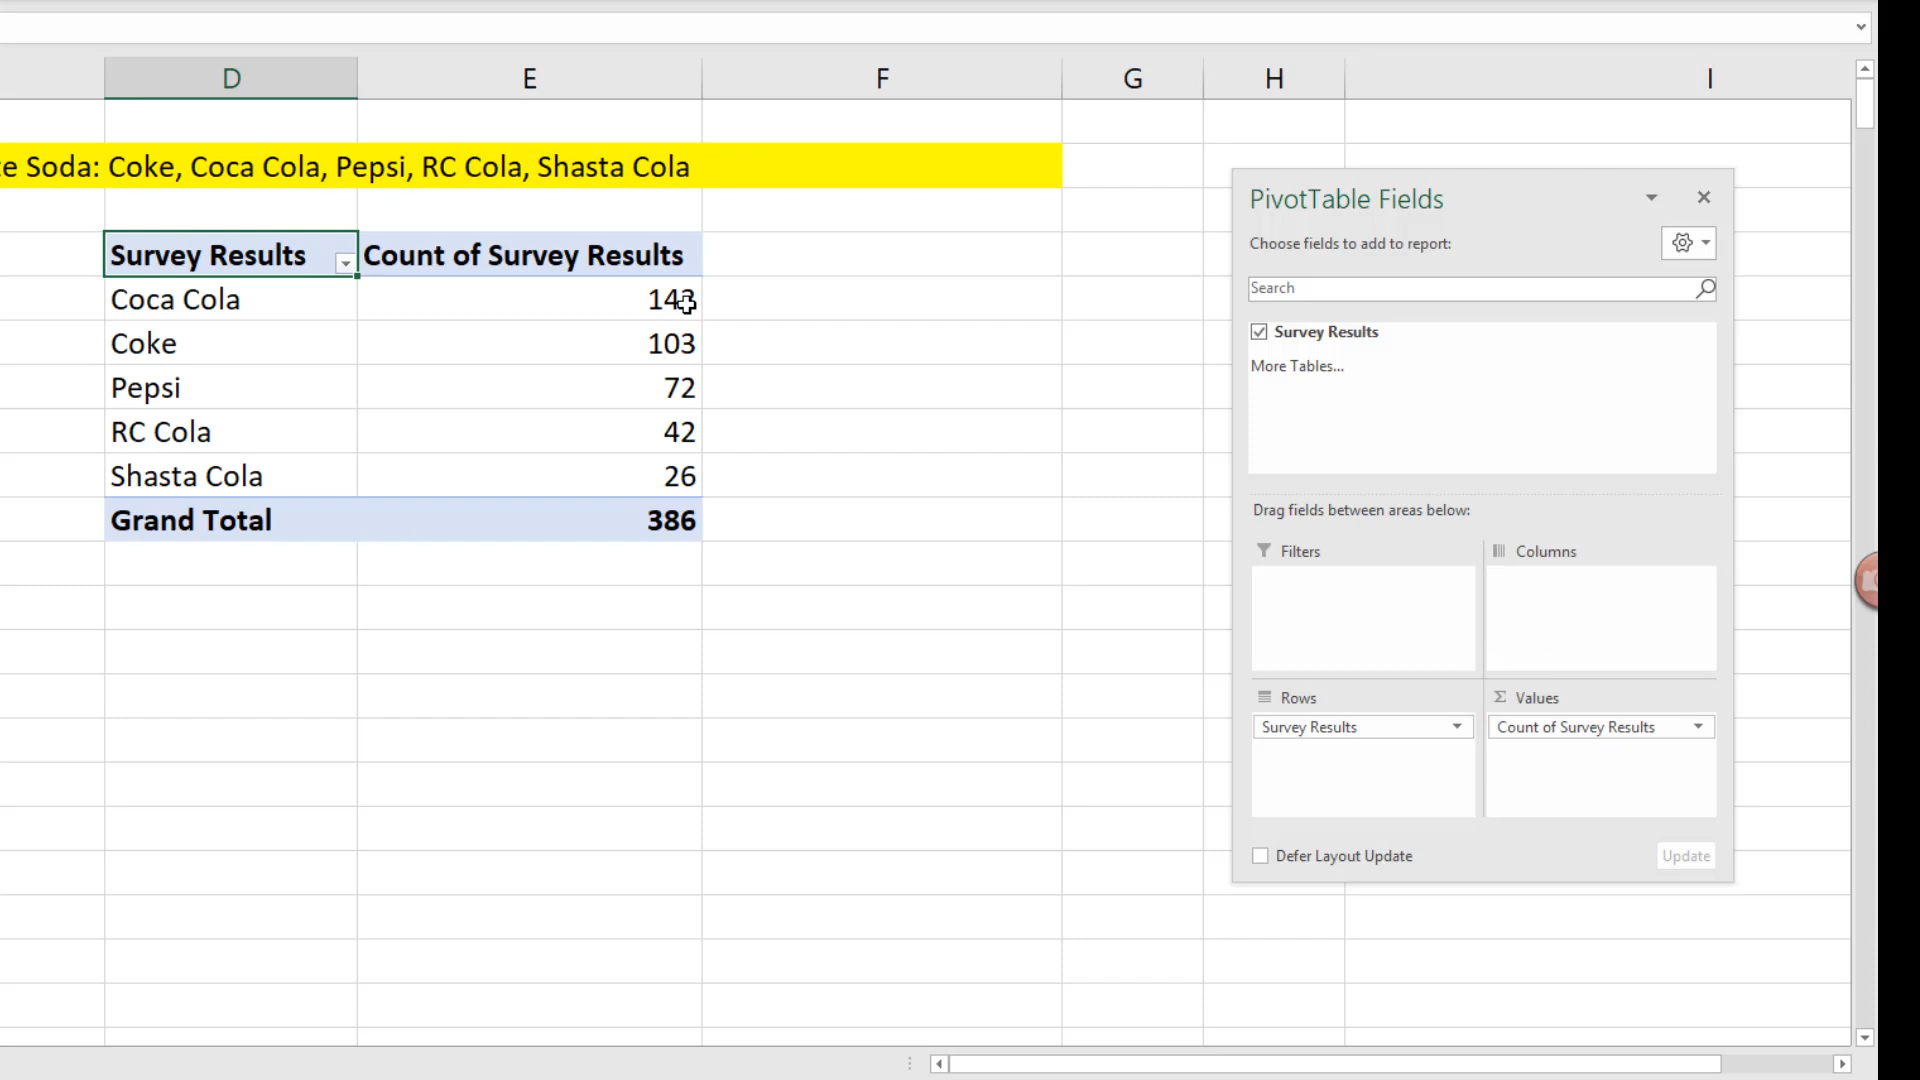 D E F G H I
e Soda: Coke, Coca Cola, Pepsi, RC Cola, Shasta Cola
Survey Results Count of Survey Results
Coca Cola 143
Coke 103
Pepsi 72
RC Cola 42
Shasta Cola 26
Grand Total 386
PivotTable Fields
Choose fields to add to report:
Search
Survey Results
More Tables...
Drag fields between areas below:
Filters Columns
Rows Values
Survey Results Count of Survey Results
Defer Layout Update Update